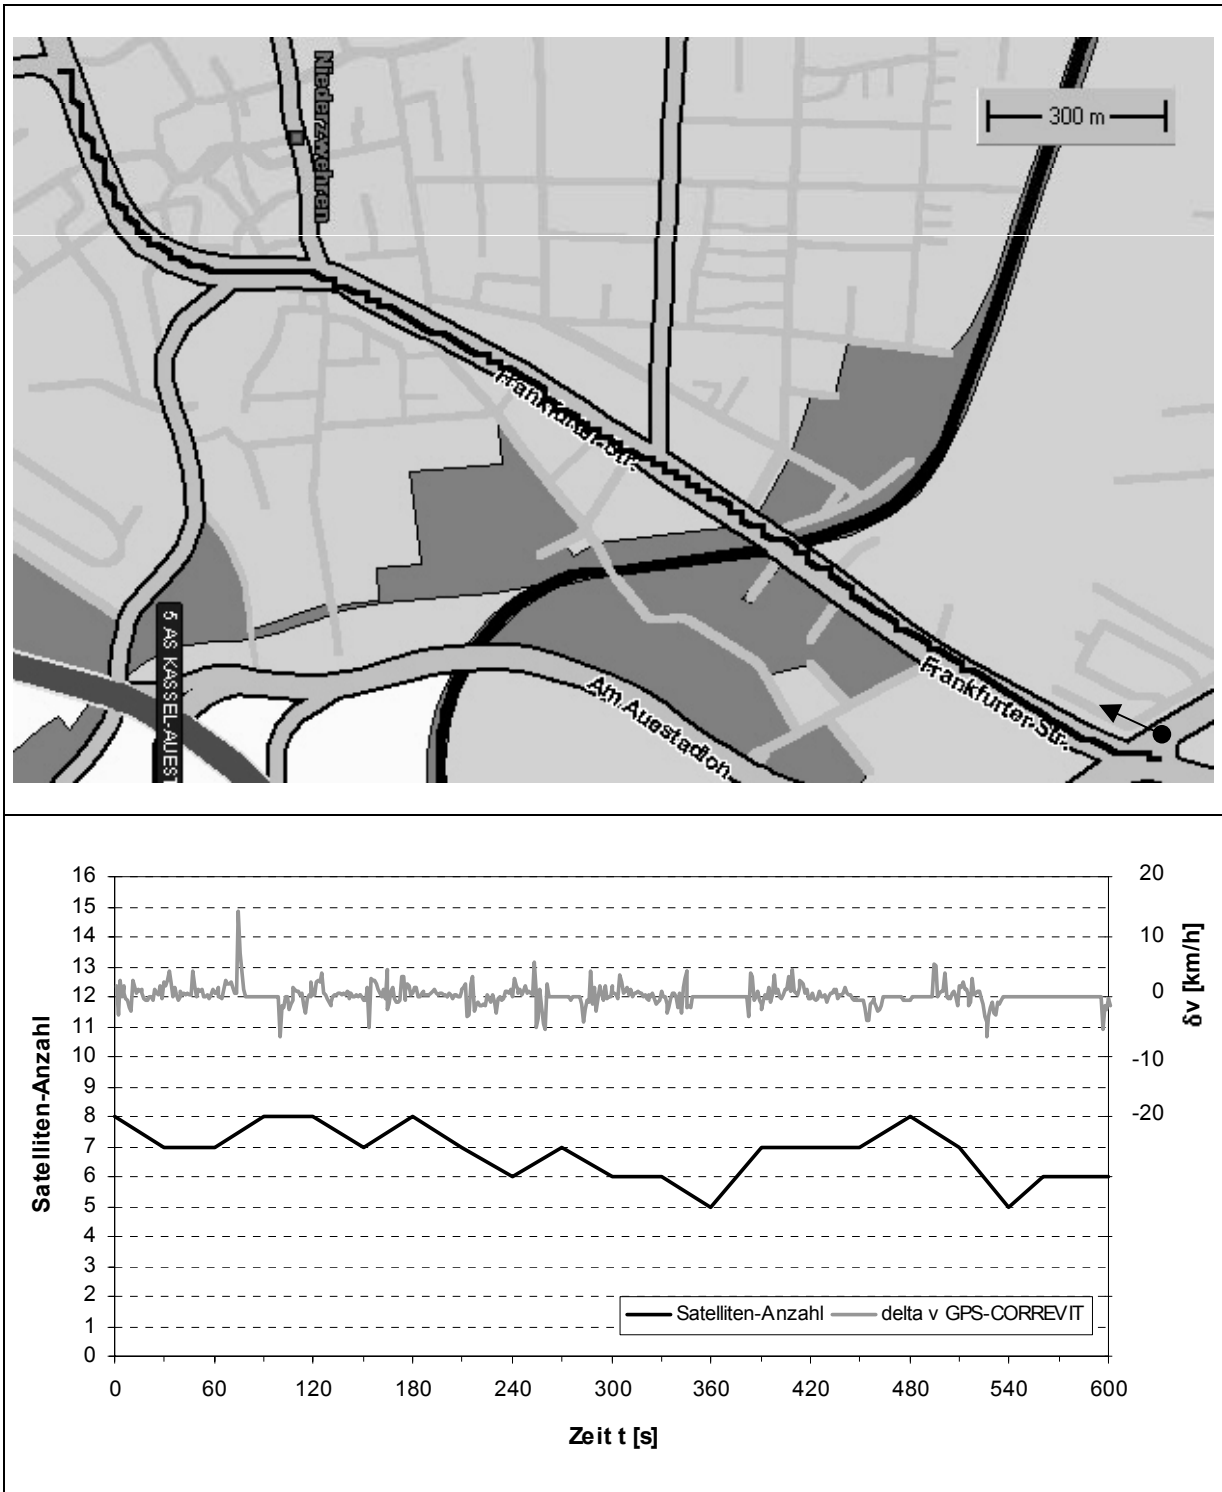 Niederzwehren
300 m
Frankfurter-Str.
5 AS KASSEL-AUEST
Am Auestadion
Frankfurter-Str.
16
15
14
13
12
11
10
9
8
7
6
5
4
3
2
1
0
Satelliten-Anzahl
20
10
0
-10
-20
δv [km/h]
Satelliten-Anzahl
delta v GPS-CORREVIT
0 60 120 180 240 300 360 420 480 540 600
Zeit t [s]